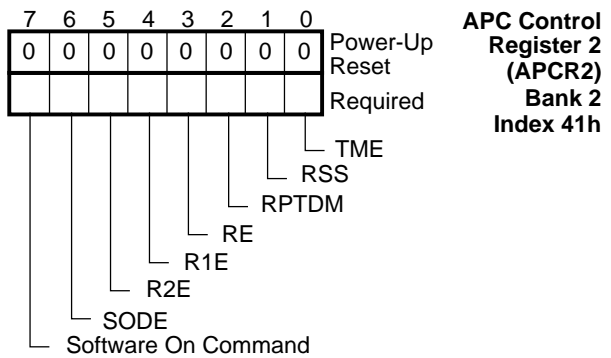 7 6 5 4 3 2 1 0
0 0 0 0 0 0 0 0
Power-Up
Reset
Required
APC Control
Register 2
(APCR2)
Bank 2
Index 41h
TME
RSS
RPTDM
RE
R1E
R2E
SODE
Software On Command